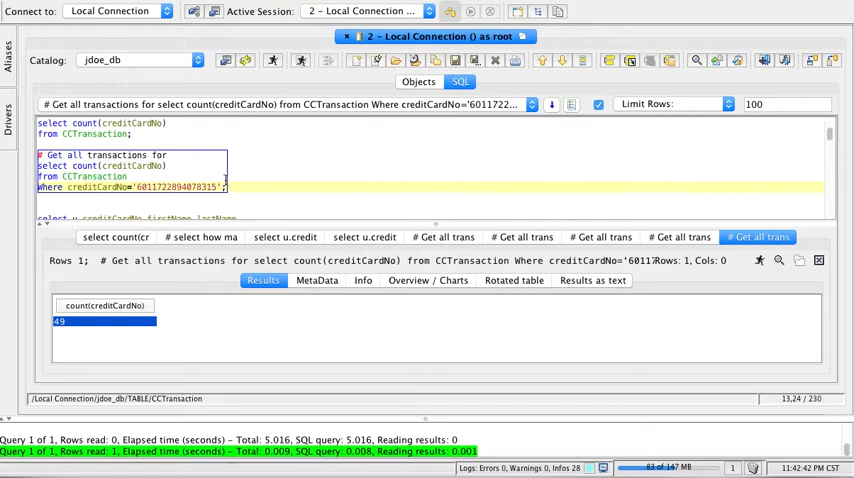 Connect to: Local Connection Active Session: 2 - Local Connection ...
2 - Local Connection () as root
Catalog: jdoe_db
Objects SQL
# Get all transactions for select count(creditCardNo) from CCTransaction Where creditCardNo='6011722... Limit Rows: 100
select count(creditCardNo)
from CCTransaction;
# Get all transactions for
select count(creditCardNo)
from CCTransaction
Where creditCardNo='6011722894078315';
select u.creditCardNo,firstName,lastName
select count(cr # select how ma select u.credit select u.credit # Get all trans # Get all trans # Get all trans # Get all trans # Get all trans
Rows 1; # Get all transactions for select count(creditCardNo) from CCTransaction Where creditCardNo='6017 Rows: 1, Cols: 0
Results MetaData Info Overview / Charts Rotated table Results as text
count(creditCardNo)
49
/Local Connection/jdoe_db/TABLE/CCTransaction 13,24 / 230
Query 1 of 1, Rows read: 0, Elapsed time (seconds) - Total: 5.016, SQL query: 5.016, Reading results: 0
Query 1 of 1, Rows read: 1, Elapsed time (seconds) - Total: 0.009, SQL query: 0.008, Reading results: 0.001
Logs: Errors 0, Warnings 0, Infos 28 83 of 147 MB 1 11:42:42 PM CST
Aliases
Drivers